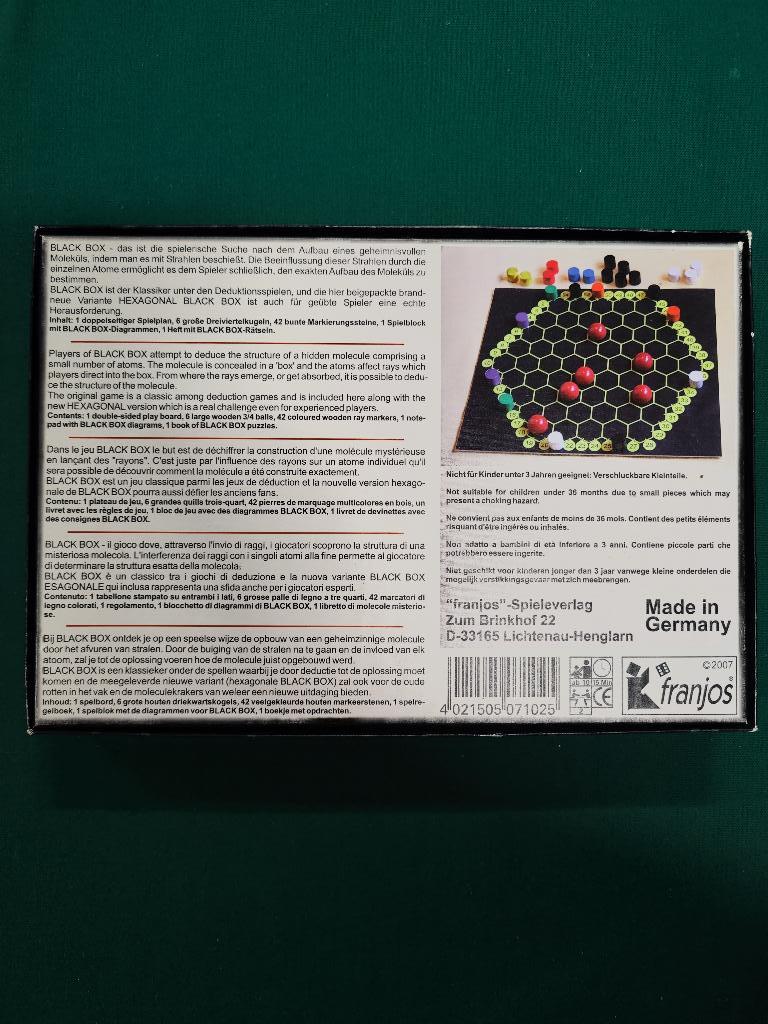 BLACK BOX - das ist die spielerische Suche nach dem Aufbau eines geheimnisvollen
Moleküls, indem man es mit Strahlen beschießt. Die Beeinflussung dieser Strahlen durch die
einzelnen Atome ermöglicht es dem Spieler schließlich, den exakten Aufbau des Moleküls zu
bestimmen.
BLACK BOX ist der Klassiker unter den Deduktionsspielen, und die hier beigepackte brand-
neue Variante HEXAGONAL BLACK BOX ist auch für geübte Spieler eine echte
Herausforderung.
Inhalt: 1 doppelseitiger Spielplan, 6 große Dreiviertelkugeln, 42 bunte Markierungssteine, 1 Spielblock
mit BLACK BOX-Diagrammen, 1 Heft mit BLACK BOX-Rätseln.
Players of BLACK BOX attempt to deduce the structure of a hidden molecule comprising a
small number of atoms. The molecule is concealed in a 'box' and the atoms affect rays which
players direct into the box. From where the rays emerge, or get absorbed, it is possible to dedu-
ce the structure of the molecule.
The original game is a classic among deduction games and is included here along with the
new HEXAGONAL version which is a real challenge even for experienced players.
Contents: 1 double-sided play board, 6 large wooden 3/4 balls, 42 coloured wooden ray markers, 1 note-
pad with BLACK BOX diagrams, 1 book of BLACK BOX puzzles.
Dans le jeu BLACK BOX le but est de déchiffrer la construction d'une molécule mystérieuse
en lançant des "rayons". C'est juste par l'influence des rayons sur un atome individuel qu'il
sera possible de découvrir comment la molécule a été construite exactement.
BLACK BOX est un jeu classique parmi les jeux de déduction et la nouvelle version hexago-
nale de BLACK BOX pourra aussi défier les anciens fans.
Contenu: 1 plateau de jeu, 6 grandes quills trois-quart, 42 pierres de marquage multicolores en bois, un
livret avec les règles de jeu, 1 bloc de jeu avec des diagrammes BLACK BOX, 1 livret de devinettes avec
des consignes BLACK BOX.
BLACK BOX - il gioco dove, attraverso l'invio di raggi, i giocatori scoprono la struttura di una
misteriosa molecola. L'interferenza dei raggi con i singoli atomi alla fine permette al giocatore
di determinare la struttura esatta della molecola.
BLACK BOX è un classico tra i giochi di deduzione e la nuova variante BLACK BOX
ESAGONALE qui inclusa rappresenta una sfida anche per i giocatori esperti.
Contenuto: 1 tabellone stampato su entrambi i lati, 6 grosse palle di legno a tre quarti, 42 marcatori di
legno colorati, 1 regolamento, 1 blocchetto di diagrammi di BLACK BOX, 1 libretto di molecole misterio-
se.
Bij BLACK BOX ontdek je op een speelse wijze de opbouw van een geheimzinnige molecule
door het afvuren van stralen. Door de buiging van de stralen na te gaan en de invloed van elk
atoom, zal je tot de oplossing voeren hoe de molecule juist opgebouwd werd.
BLACK BOX is een klassieker onder de spellen waarbij je door deductie tot de oplossing moet
komen en de meegeleverde nieuwe variant (hexagonale BLACK BOX) zal ook voor de oude
rotten in het vak en de moleculekrakers van weleer een nieuwe uitdaging bieden.
Inhoud: 1 spelbord, 6 grote houten driekwartskogels, 42 veelgekleurde houten markeerstenen, 1 spelre-
gelboek, 1 spelblok met de diagrammen voor BLACK BOX, 1 boekje met opdrachten.
Nicht für Kinder unter 3 Jahren geeignet: Verschluckbare Kleinteile.
Not suitable for children under 36 months due to small pieces which may
present a choking hazard.
Ne convient pas aux enfants de moins de 36 mois. Contient des petits éléments
risquant d'être ingérés ou inhalés.
Non adatto a bambini di età inferiore a 3 anni. Contiene piccole parti che
potrebbero essere ingerite.
Niet geschikt voor kinderen jonger dan 3 jaar vanwege kleine onderdelen die
mogelijk verstikkingsgevaar met zich meebrengen.
"franjos"-Spieleverlag
Zum Brinkhof 22
D-33165 Lichtenau-Henglarn
Made in
Germany
4 021505 071025
ab 10
15 Min
2
CE
©2007
franjos®